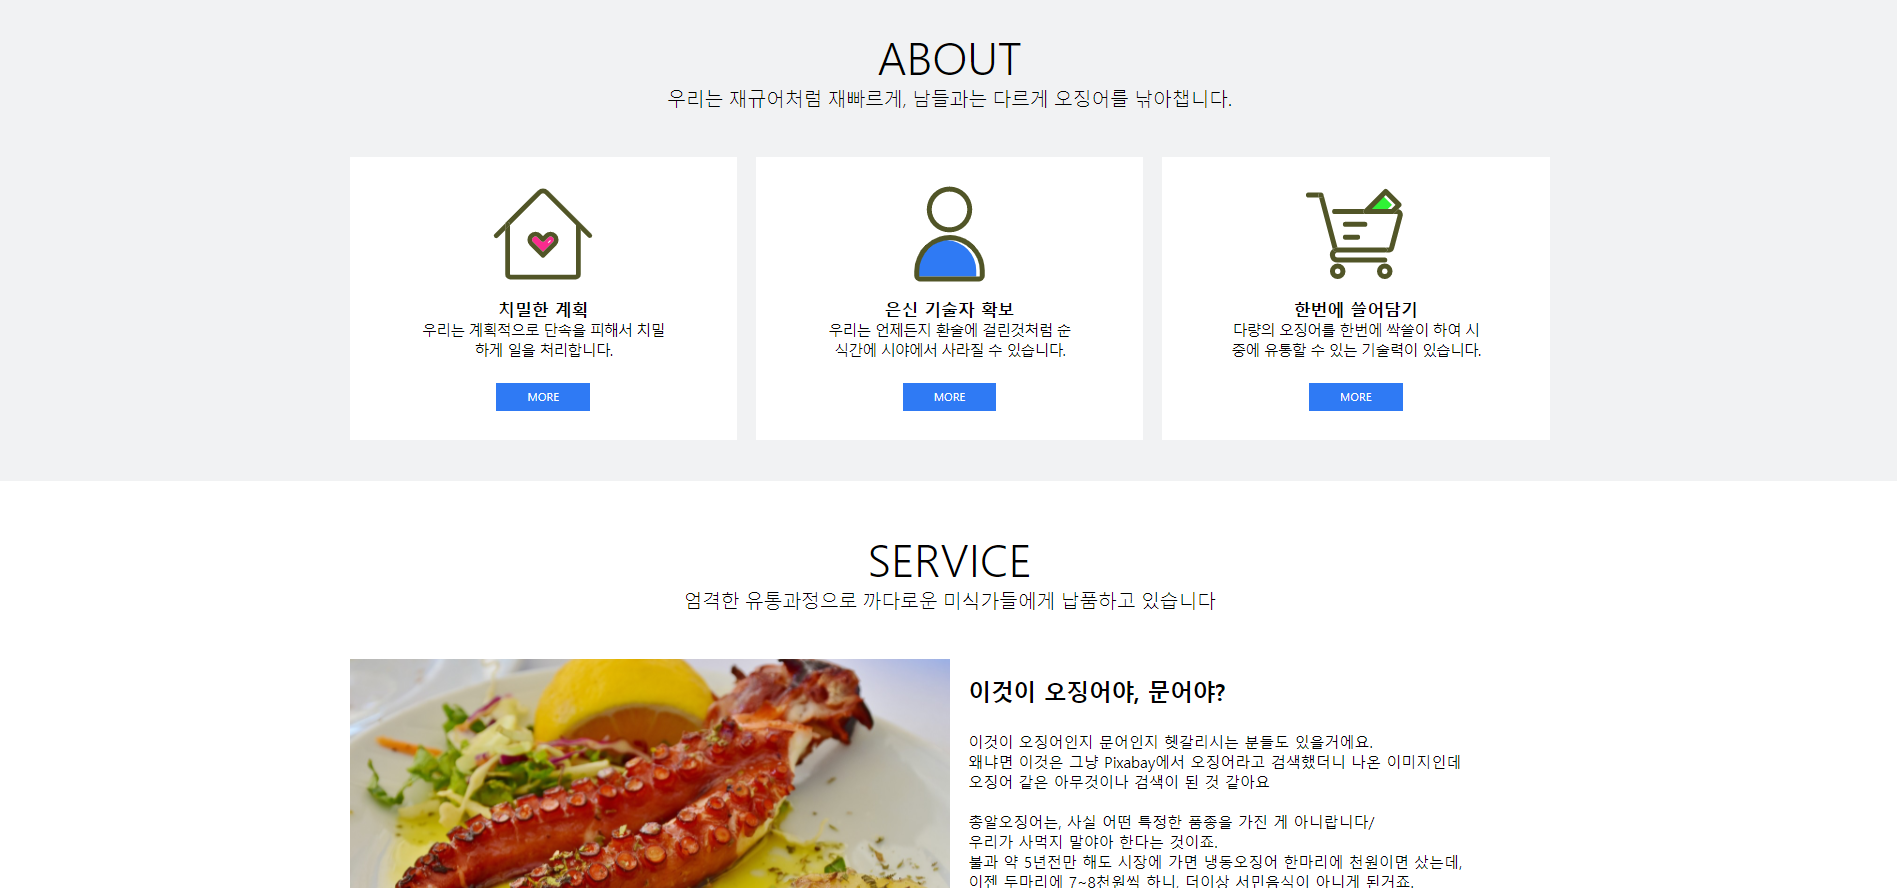 ABOUT
우리는 재규어처럼 재빠르게, 남들과는 다르게 오징어를 낚아챕니다.
치밀한 계획
우리는 계획적으로 단속을 피해서 치밀
하게 일을 처리합니다.
MORE
은신 기술자 확보
우리는 언제든지 환술에 걸린것처럼 순
식간에 시야에서 사라질 수 있습니다.
MORE
한번에 쓸어담기
다량의 오징어를 한번에 싹쓸이 하여 시
중에 유통할 수 있는 기술력이 있습니다.
MORE
SERVICE
엄격한 유통과정으로 까다로운 미식가들에게 납품하고 있습니다
이것이 오징어야, 문어야?
이것이 오징어인지 문어인지 헷갈리시는 분들도 있을거에요.
왜냐면 이것은 그냥 Pixabay에서 오징어라고 검색했더니 나온 이미지인데
오징어 같은 아무것이나 검색이 된 것 같아요
총알오징어는, 사실 어떤 특정한 품종을 가진 게 아니랍니다/
우리가 사먹지 말야아 한다는 것이죠.
불과 약 5년전만 해도 시장에 가면 냉동오징어 한마리에 천원이면 샀는데,
이젠 두마리에 7~8천원씩 하니, 더이상 서민음식이 아니게 된거죠.